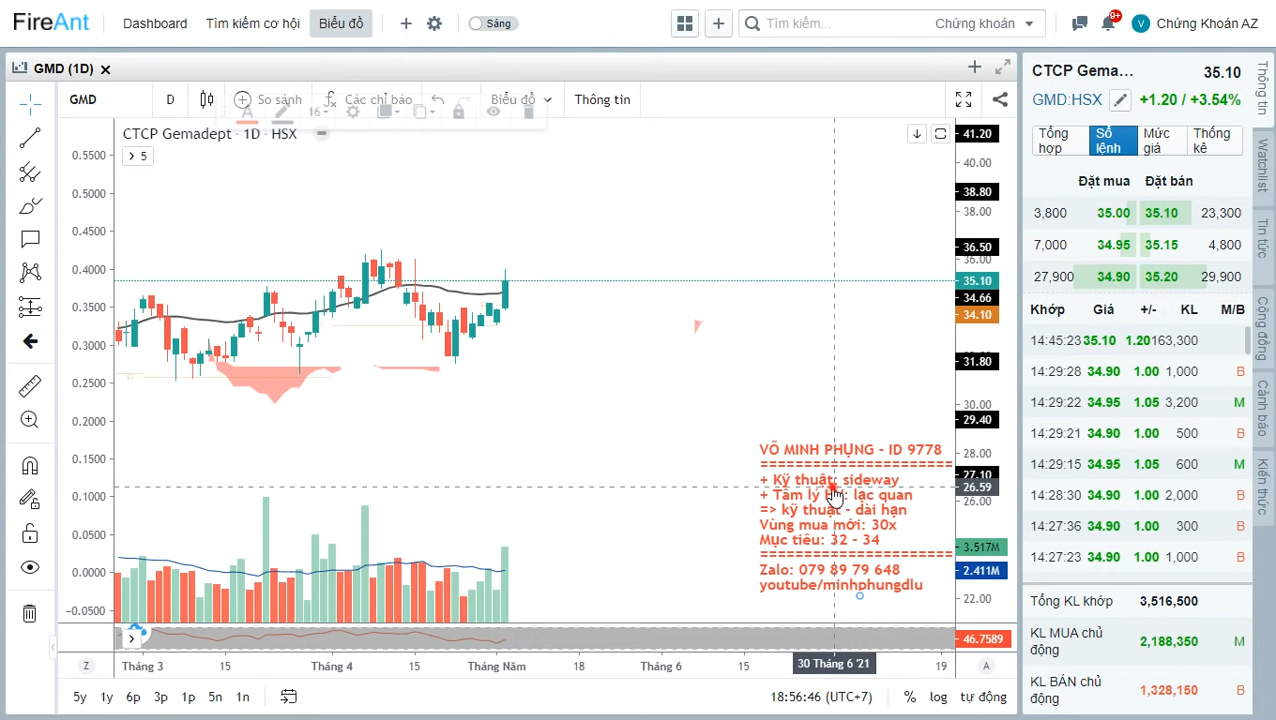 FireAnt
Dashboard
Tìm kiếm cơ hội
Biểu đồ
Sáng
Tìm kiếm...
Chứng khoán
9+
V
Chứng Khoán AZ
GMD (1D)
GMD
D
So sánh
Các chỉ báo
Biểu đồ
Thông tin
16
CTCP Gemadept · 1D · HSX
5
0.5500
0.5000
0.4500
0.4000
0.3500
0.3000
0.2500
0.2000
0.1500
0.1000
0.0500
0.0000
-0.0500
41.20
40.00
38.80
38.00
36.50
36.00
35.10
34.66
34.10
31.80
30.00
29.40
28.00
27.10
26.59
26.00
3.517M
2.411M
22.00
46.7589
VÕ MINH PHỤNG - ID 9778
==========================
+ Kỹ thuật: sideway
+ Tâm lý : lạc quan
=> kỹ thuật - dài hạn
Vùng mua mới: 30x
Mục tiêu: 32 - 34
==========================
Zalo: 079 89 79 648
youtube/minhphungdlu
Z
Tháng 3
15
Tháng 4
15
Tháng Năm
18
Tháng 6
15
30 Tháng 6 '21
19
A
5y
1y
6p
3p
1p
5n
1n
18:56:46 (UTC+7)
%
log
tự động
CTCP Gema...
35.10
GMD:HSX
+1.20 / +3.54%
Tổng hợp
Sổ lệnh
Mức giá
Thống kê
Đặt mua
Đặt bán
3,800 35.00 35.10 23,300
7,000 34.95 35.15 4,800
27,900 34.90 35.20 29,900
Khớp Giá +/- KL M/B
14:45:23 35.10 1.20 163,300
14:29:28 34.90 1.00 1,000 B
14:29:22 34.95 1.05 3,200 M
14:29:21 34.90 1.00 500 B
14:29:15 34.95 1.05 600 M
14:28:30 34.90 1.00 2,000 B
14:27:36 34.90 1.00 300 B
14:27:23 34.90 1.00 1,000 B
Tổng KL khớp 3,516,500
KL MUA chủ động 2,188,350 M
KL BÁN chủ động 1,328,150 B
Thông tin
Watchlist
Tin tức
Cộng đồng
Cảnh báo
Kiến thức